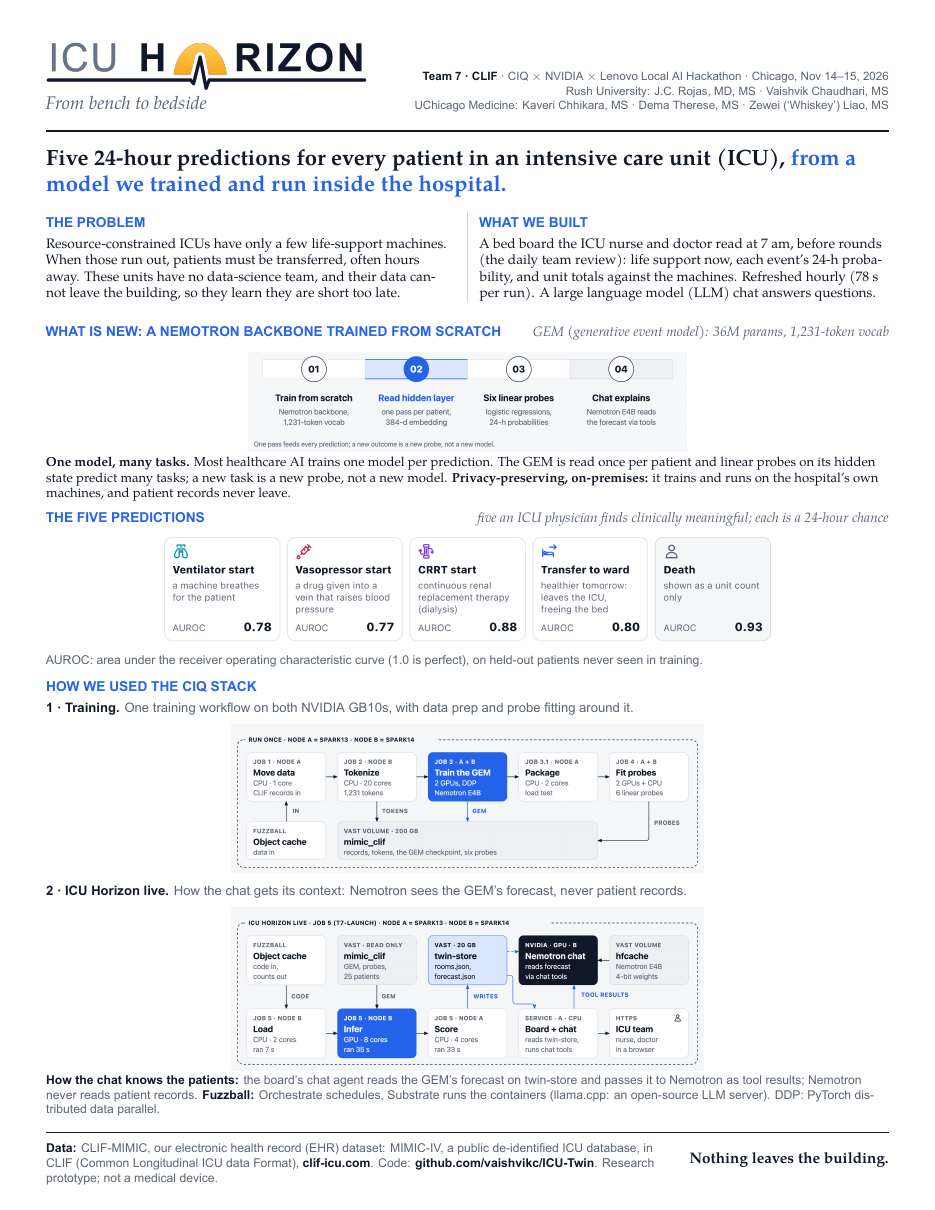 ICU HORIZON
From bench to bedside
Team 7 · CLIF · CIQ × NVIDIA × Lenovo Local AI Hackathon · Chicago, Nov 14–15, 2026
Rush University: J.C. Rojas, MD, MS · Vaishvik Chaudhari, MS
UChicago Medicine: Kaveri Chhikara, MS · Dema Therese, MS · Zewei (‘Whiskey’) Liao, MS
Five 24-hour predictions for every patient in an intensive care unit (ICU), from a
model we trained and run inside the hospital.
THE PROBLEM
Resource-constrained ICUs have only a few life-support machines.
When those run out, patients must be transferred, often hours
away. These units have no data-science team, and their data can-
not leave the building, so they learn they are short too late.
WHAT WE BUILT
A bed board the ICU nurse and doctor read at 7 am, before rounds
(the daily team review): life support now, each event’s 24-h proba-
bility, and unit totals against the machines. Refreshed hourly (78 s
per run). A large language model (LLM) chat answers questions.
WHAT IS NEW: A NEMOTRON BACKBONE TRAINED FROM SCRATCH
GEM (generative event model): 36M params, 1,231-token vocab
01
Train from scratch
Nemotron backbone,
1,231-token vocab
02
Read hidden layer
one pass per patient,
384-d embedding
03
Six linear probes
logistic regressions,
24-h probabilities
04
Chat explains
Nemotron E4B reads
the forecast via tools
One pass feeds every prediction; a new outcome is a new probe, not a new model.
One model, many tasks. Most healthcare AI trains one model per prediction. The GEM is read once per patient and linear probes on its hidden
state predict many tasks; a new task is a new probe, not a new model. Privacy-preserving, on-premises: it trains and runs on the hospital’s own
machines, and patient records never leave.
THE FIVE PREDICTIONS
five an ICU physician finds clinically meaningful; each is a 24-hour chance
Ventilator start
a machine breathes
for the patient
AUROC 0.78
Vasopressor start
a drug given into a
vein that raises blood
pressure
AUROC 0.77
CRRT start
continuous renal
replacement therapy
(dialysis)
AUROC 0.88
Transfer to ward
healthier tomorrow:
leaves the ICU,
freeing the bed
AUROC 0.80
Death
shown as a unit count
only
AUROC 0.93
AUROC: area under the receiver operating characteristic curve (1.0 is perfect), on held-out patients never seen in training.
HOW WE USED THE CIQ STACK
1 · Training. One training workflow on both NVIDIA GB10s, with data prep and probe fitting around it.
RUN ONCE · NODE A = SPARK13 · NODE B = SPARK14
JOB 1 · NODE A
Move data
CPU · 1 core
CLIF records in
JOB 2 · NODE B
Tokenize
CPU · 20 cores
1,231 tokens
JOB 3 · A + B
Train the GEM
2 GPUs, DDP
Nemotron E4B
JOB 3.1 · NODE A
Package
CPU · 2 cores
load test
JOB 4 · A + B
Fit probes
2 GPUs + CPU
6 linear probes
IN
TOKENS
GEM
PROBES
FUZZBALL
Object cache
data in
VAST VOLUME · 200 GB
mimic_clif
records, tokens, the GEM checkpoint, six probes
2 · ICU Horizon live. How the chat gets its context: Nemotron sees the GEM’s forecast, never patient records.
ICU HORIZON LIVE · JOB 5 (T7-LAUNCH) · NODE A = SPARK13 · NODE B = SPARK14
FUZZBALL
Object cache
code in,
counts out
VAST · READ ONLY
mimic_clif
GEM, probes,
25 patients
VAST · 20 GB
twin-store
rooms.json,
forecast.json
NVIDIA · GPU · B
Nemotron chat
reads forecast
via chat tools
VAST VOLUME
hfcache
Nemotron E4B
4-bit weights
CODE
GEM
WRITES
TOOL RESULTS
JOB 5 · NODE B
Load
CPU · 2 cores
ran 7 s
JOB 5 · NODE B
Infer
GPU · 8 cores
ran 35 s
JOB 5 · NODE A
Score
CPU · 4 cores
ran 33 s
SERVICE · A · CPU
Board + chat
reads twin-store,
runs chat tools
HTTPS
ICU team
nurse, doctor
in a browser
How the chat knows the patients: the board’s chat agent reads the GEM’s forecast on twin-store and passes it to Nemotron as tool results; Nemotron
never reads patient records. Fuzzball: Orchestrate schedules, Substrate runs the containers (llama.cpp: an open-source LLM server). DDP: PyTorch dis-
tributed data parallel.
Data: CLIF-MIMIC, our electronic health record (EHR) dataset: MIMIC-IV, a public de-identified ICU database, in
CLIF (Common Longitudinal ICU data Format), clif-icu.com. Code: github.com/vaishvikc/ICU-Twin. Research
prototype; not a medical device.
Nothing leaves the building.